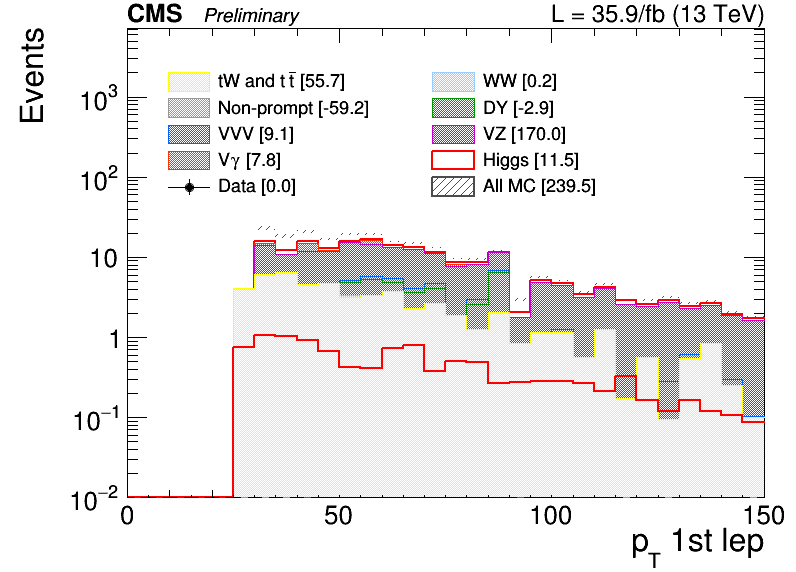 CMS Preliminary L = 35.9/fb (13 TeV)
Events
tW and tt̄ [55.7] WW [0.2]
Non-prompt [-59.2] DY [-2.9]
VVV [9.1] VZ [170.0]
Vγ [7.8] Higgs [11.5]
Data [0.0] All MC [239.5]
10³
10²
10
1
10⁻¹
10⁻²
0 50 100 150
p_T 1st lep